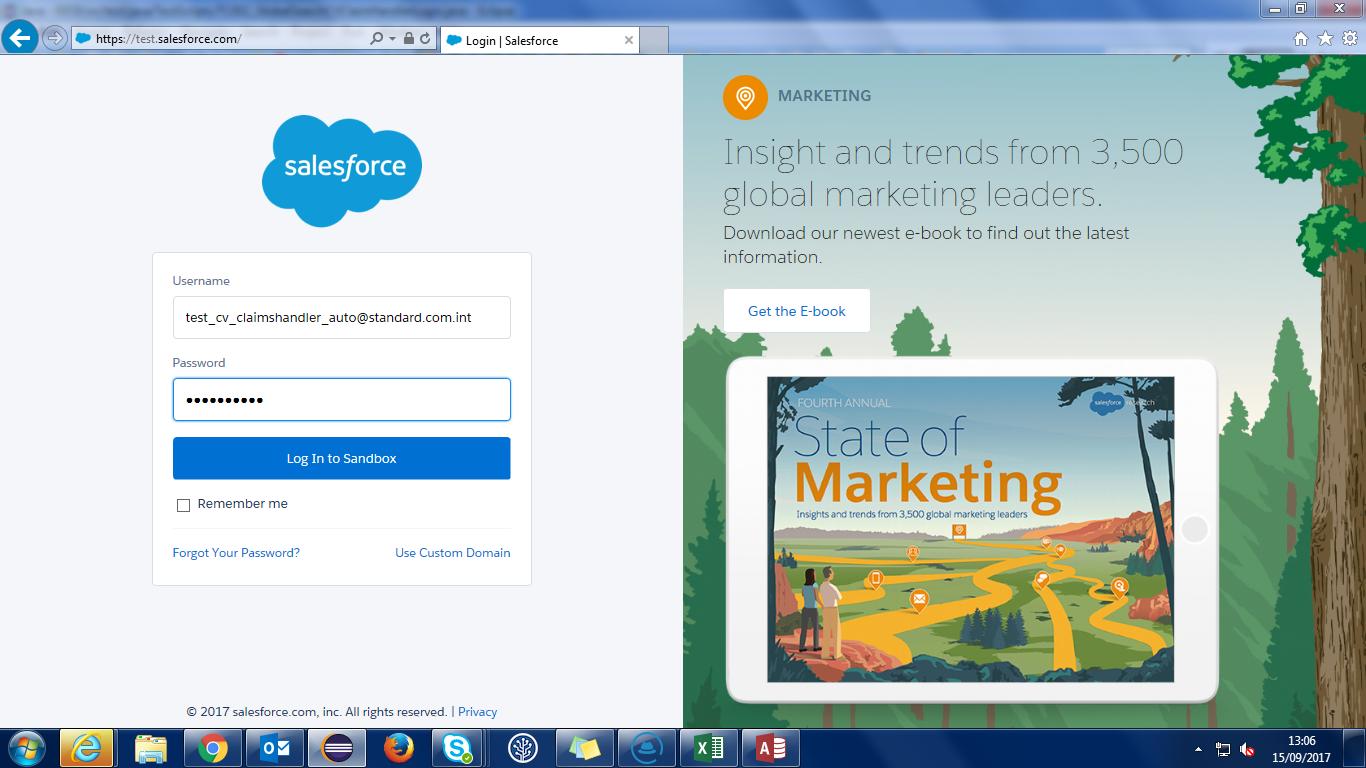 https://test.salesforce.com/
Login | Salesforce
salesforce
Username
test_cv_claimshandler_auto@standard.com.int
Password
••••••••••
Log In to Sandbox
Remember me
Forgot Your Password?
Use Custom Domain
© 2017 salesforce.com, inc. All rights reserved. | Privacy
MARKETING
Insight and trends from 3,500
global marketing leaders.
Download our newest e-book to find out the latest
information.
Get the E-book
FOURTH ANNUAL
salesforce research
State of
Marketing
Insights and trends from 3,500 global marketing leaders
13:06
15/09/2017